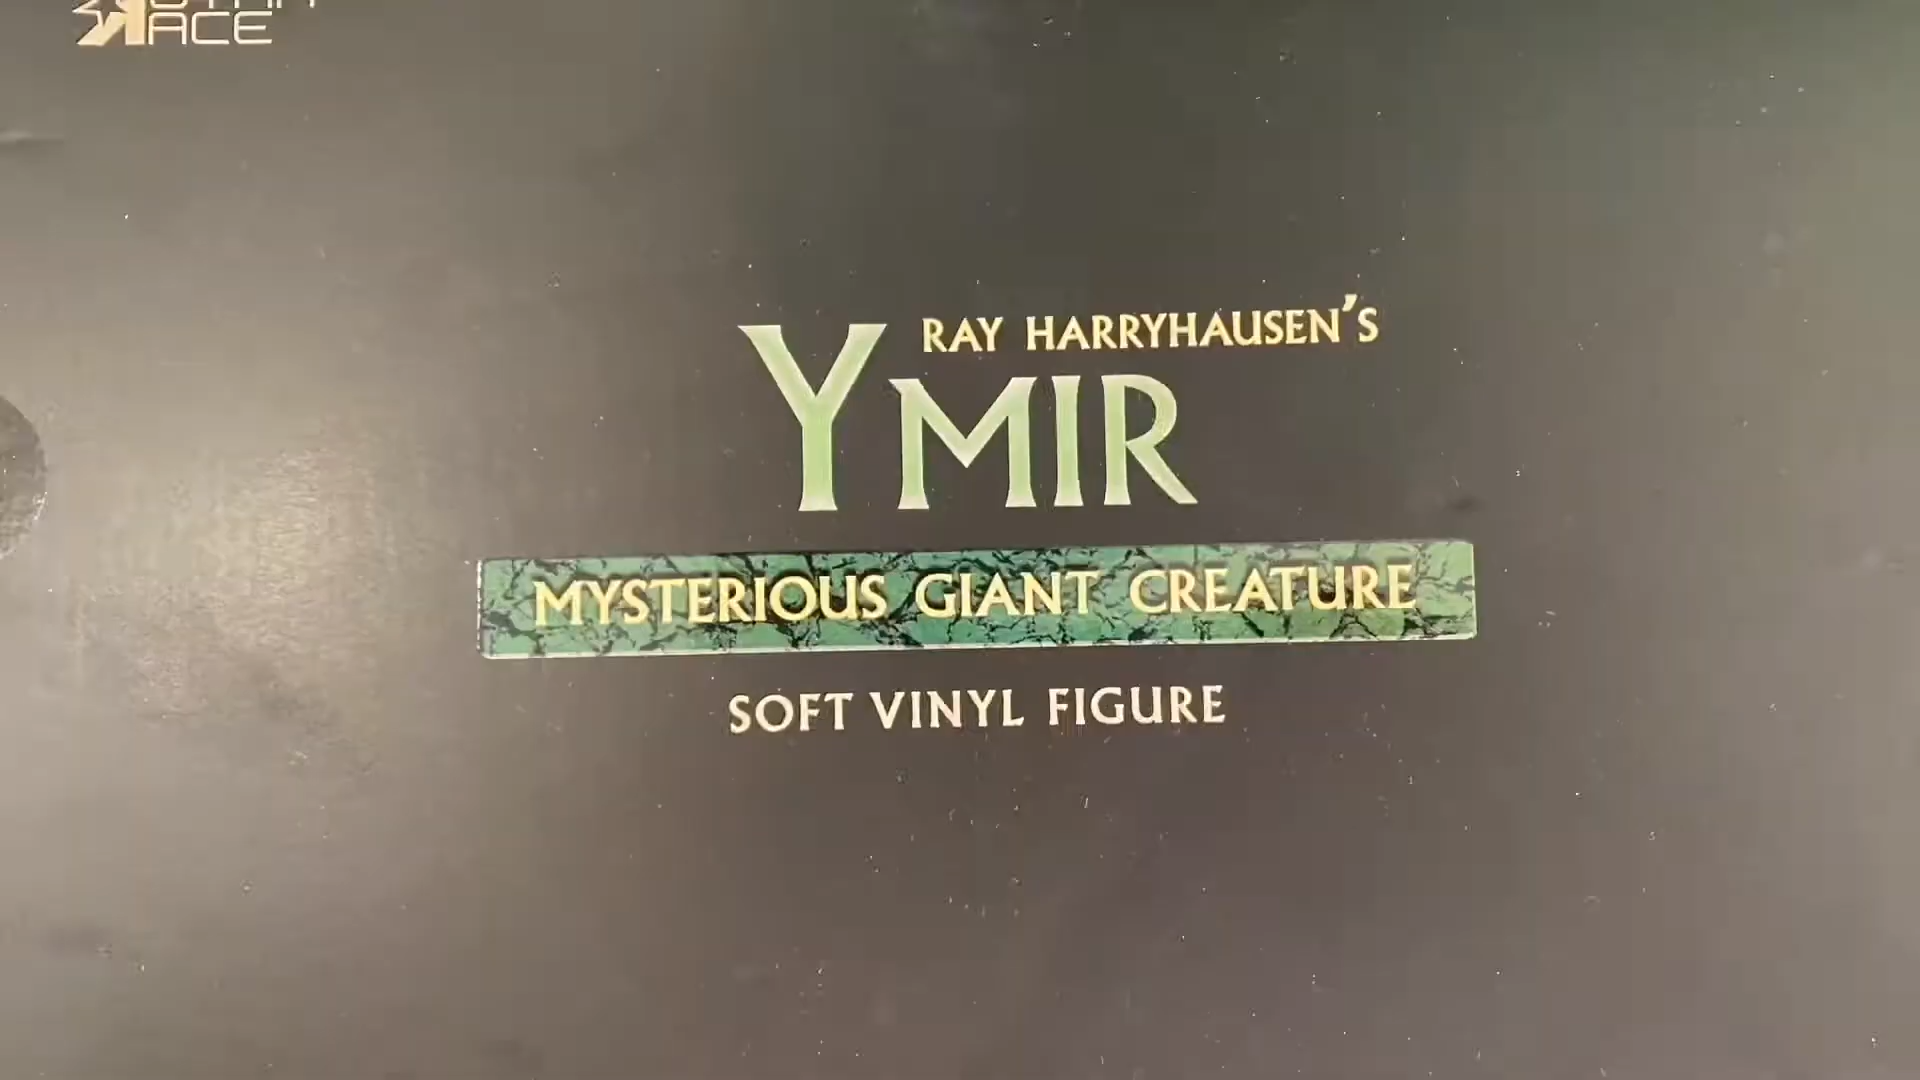 ACE
RAY HARRYHAUSEN'S
YMIR
MYSTERIOUS GIANT CREATURE
SOFT VINYL FIGURE